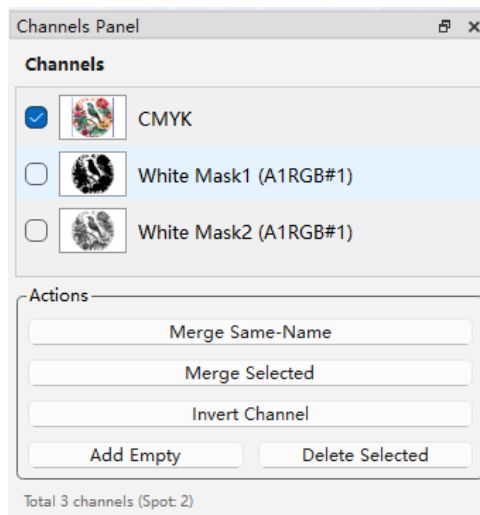 Channels Panel
Channels
CMYK
White Mask1 (A1RGB#1)
White Mask2 (A1RGB#1)
Actions
Merge Same-Name
Merge Selected
Invert Channel
Add Empty Delete Selected
Total 3 channels (Spot: 2)